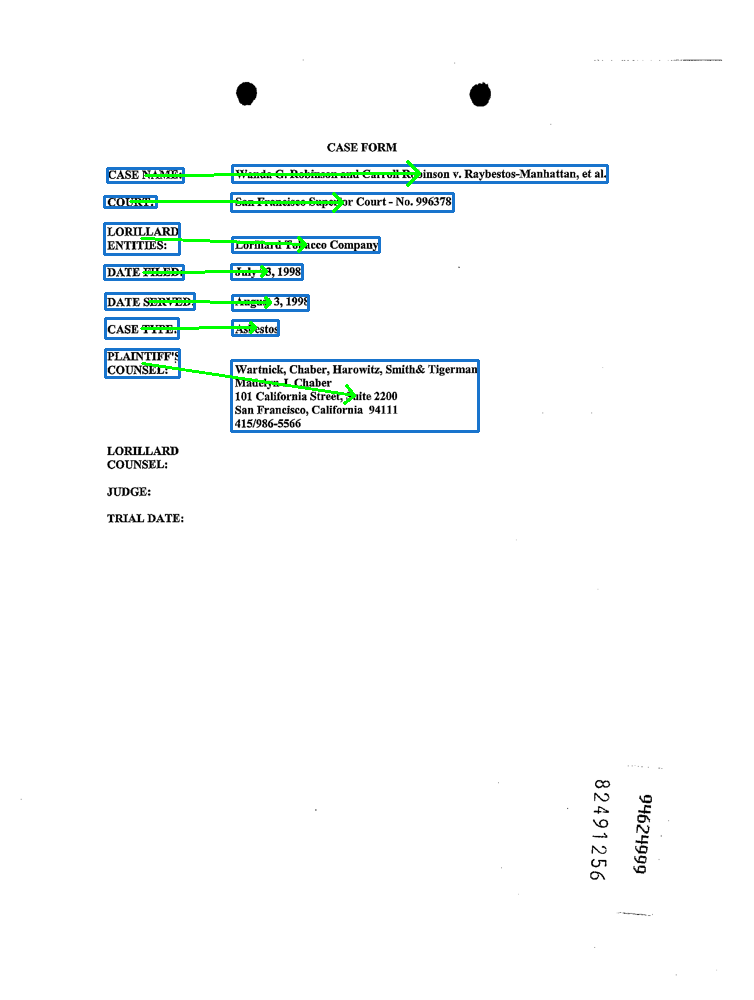 CASE FORM
CASE NAME: Wanda G. Robinson and Carroll Robinson v. Raybestos-Manhattan, et al.
COURT: San Francisco Superior Court - No. 996378
LORILLARD
ENTITIES: Lorillard Tobacco Company
DATE FILED: July 1998
DATE SERVED: August 3, 1998
CASE TYPE: Asbestos
PLAINTIFF'S
COUNSEL: Wartnick, Chaber, Harowitz, Smith& Tigerman
Madelyn J. Chaber
101 California Street, Suite 2200
San Francisco, California 94111
415/986-5566
LORILLARD
COUNSEL:
JUDGE:
TRIAL DATE:
82491256
94624999